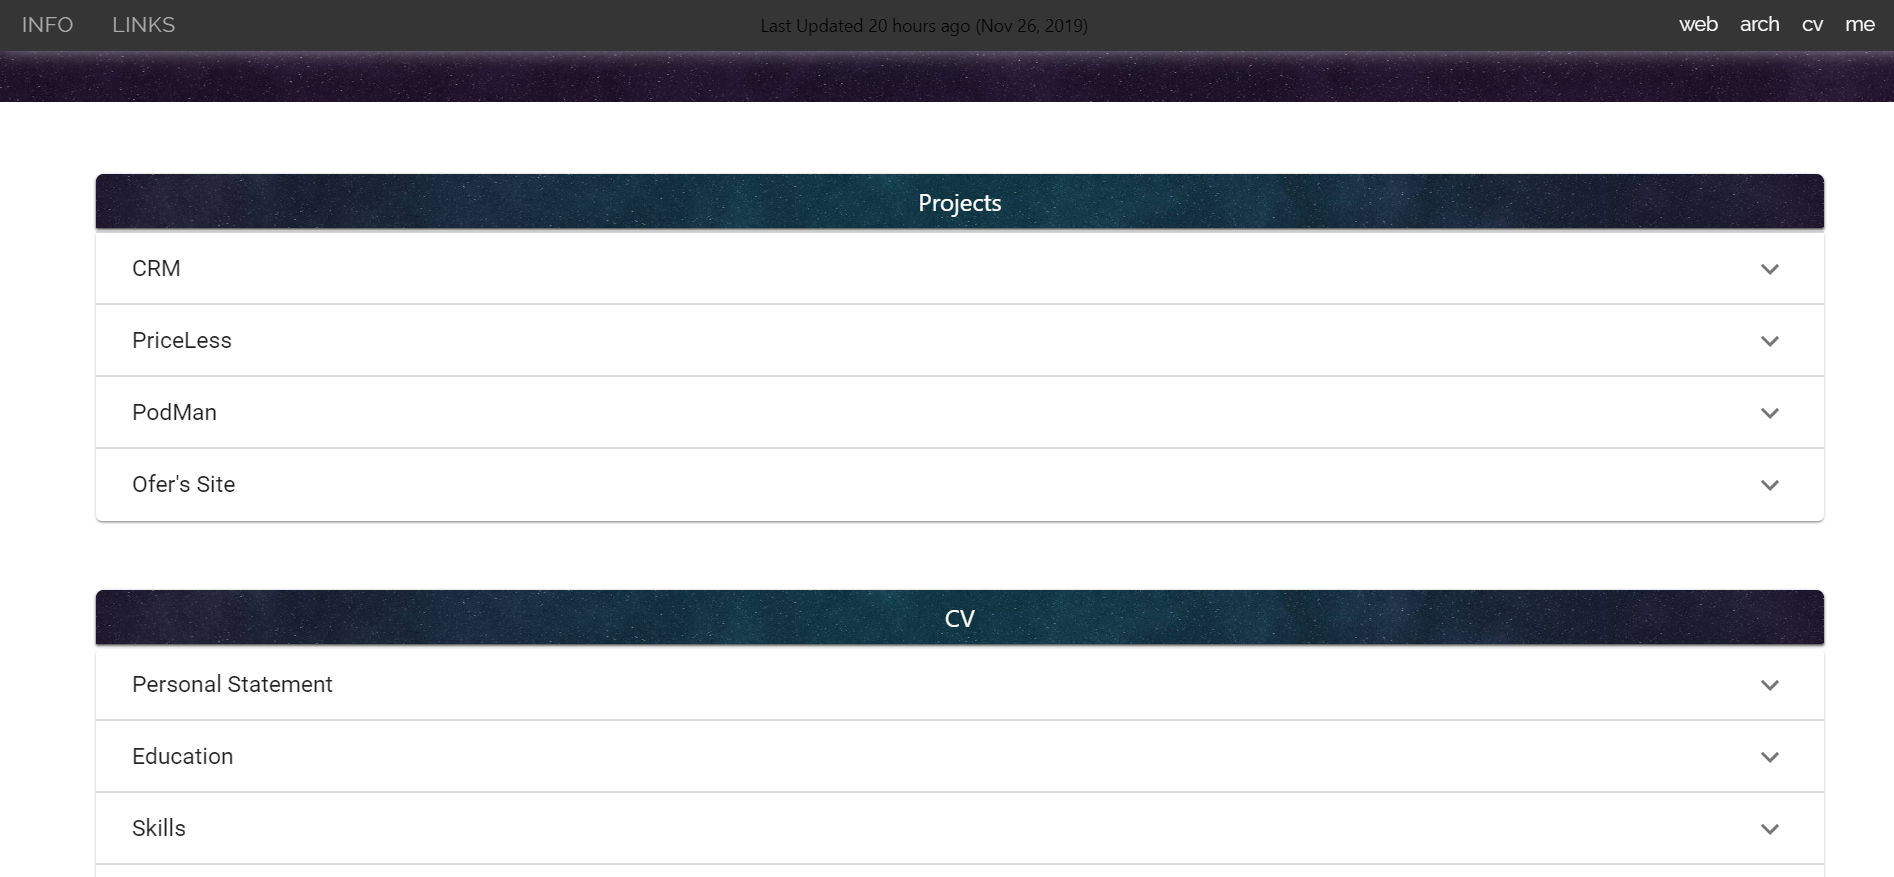 INFO LINKS Last Updated 20 hours ago (Nov 26, 2019) web arch cv me
Projects
CRM
PriceLess
PodMan
Ofer's Site
CV
Personal Statement
Education
Skills